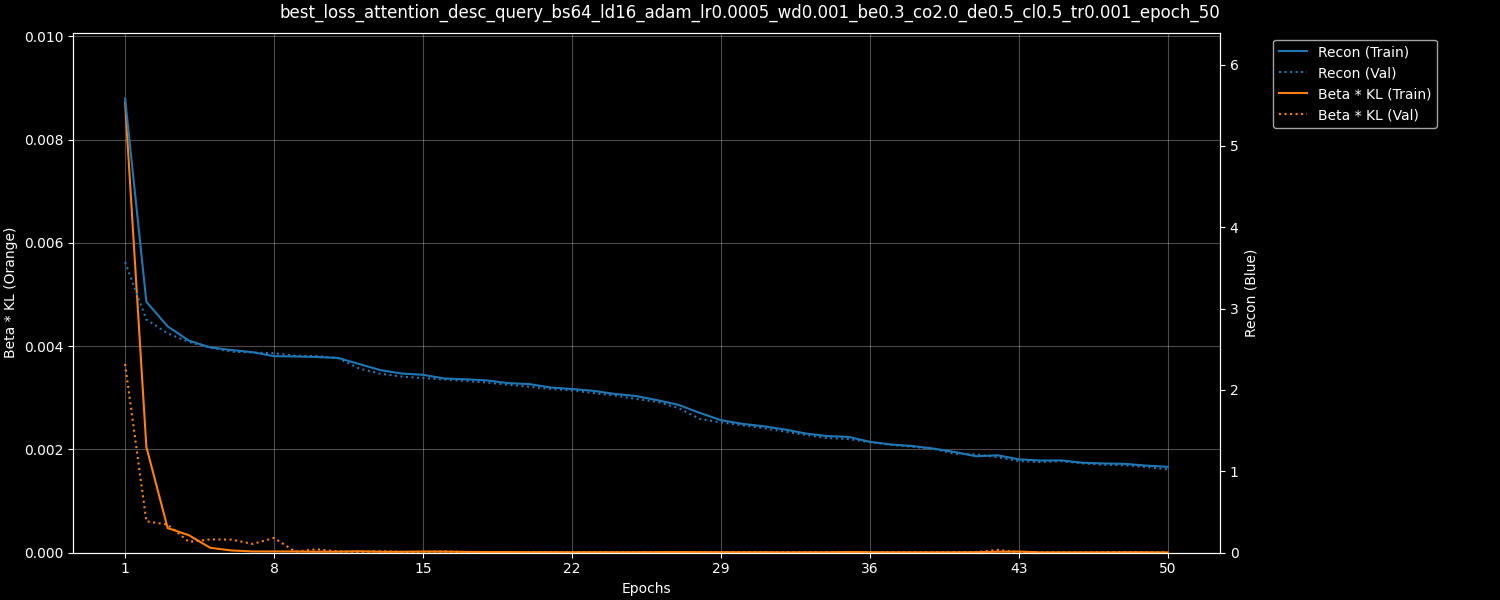 best_loss_attention_desc_query_bs64_ld16_adam_lr0.0005_wd0.001_be0.3_co2.0_de0.5_cl0.5_tr0.001_epoch_50
0.010
0.008
0.006
0.004
0.002
0.000
Beta * KL (Orange)
1
8
15
22
29
36
43
50
Epochs
6
5
4
3
2
1
0
Recon (Blue)
Recon (Train)
Recon (Val)
Beta * KL (Train)
Beta * KL (Val)